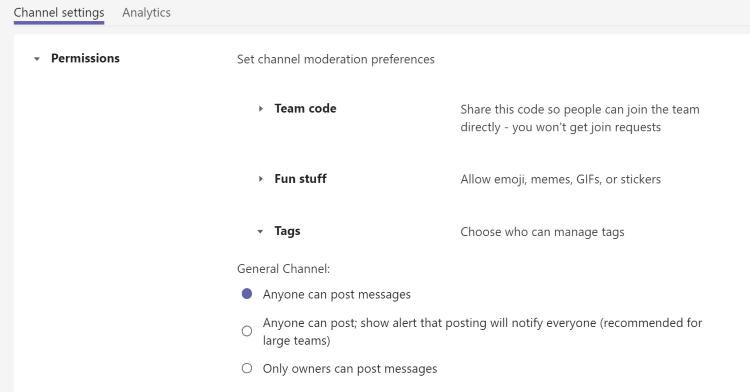 Channel settings Analytics
Permissions Set channel moderation preferences
Team code Share this code so people can join the team
directly - you won't get join requests
Fun stuff Allow emoji, memes, GIFs, or stickers
Tags Choose who can manage tags
General Channel:
Anyone can post messages
Anyone can post; show alert that posting will notify everyone (recommended for
large teams)
Only owners can post messages